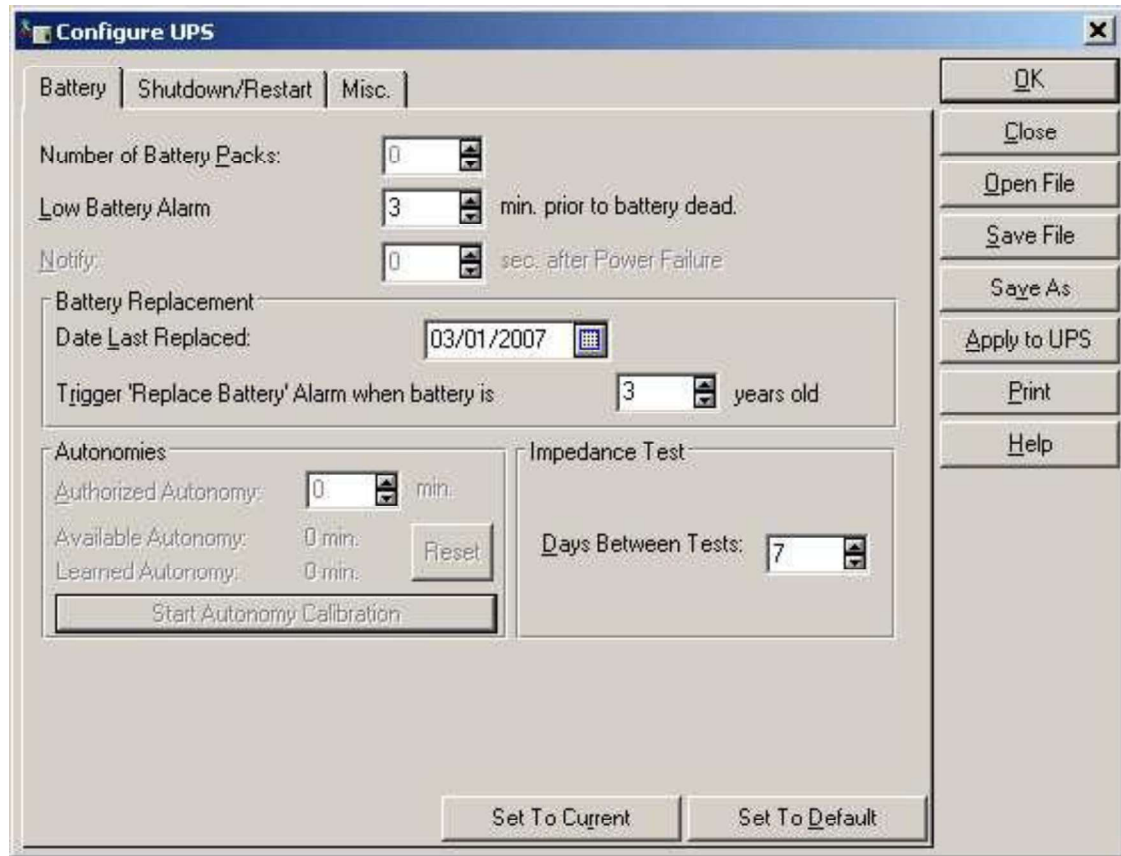 Configure UPS
Battery
Shutdown/Restart
Misc.
Number of Battery Packs: 0
Low Battery Alarm 3 min. prior to battery dead.
Notify: 0 sec. after Power Failure
Battery Replacement
Date Last Replaced: 03/01/2007
Trigger 'Replace Battery' Alarm when battery is 3 years old
Autonomies
Authorized Autonomy: 0 min.
Available Autonomy: 0 min.
Learned Autonomy: 0 min.
Reset
Start Autonomy Calibration
Impedance Test
Days Between Tests: 7
Set To Current
Set To Default
OK
Close
Open File
Save File
Save As
Apply to UPS
Print
Help